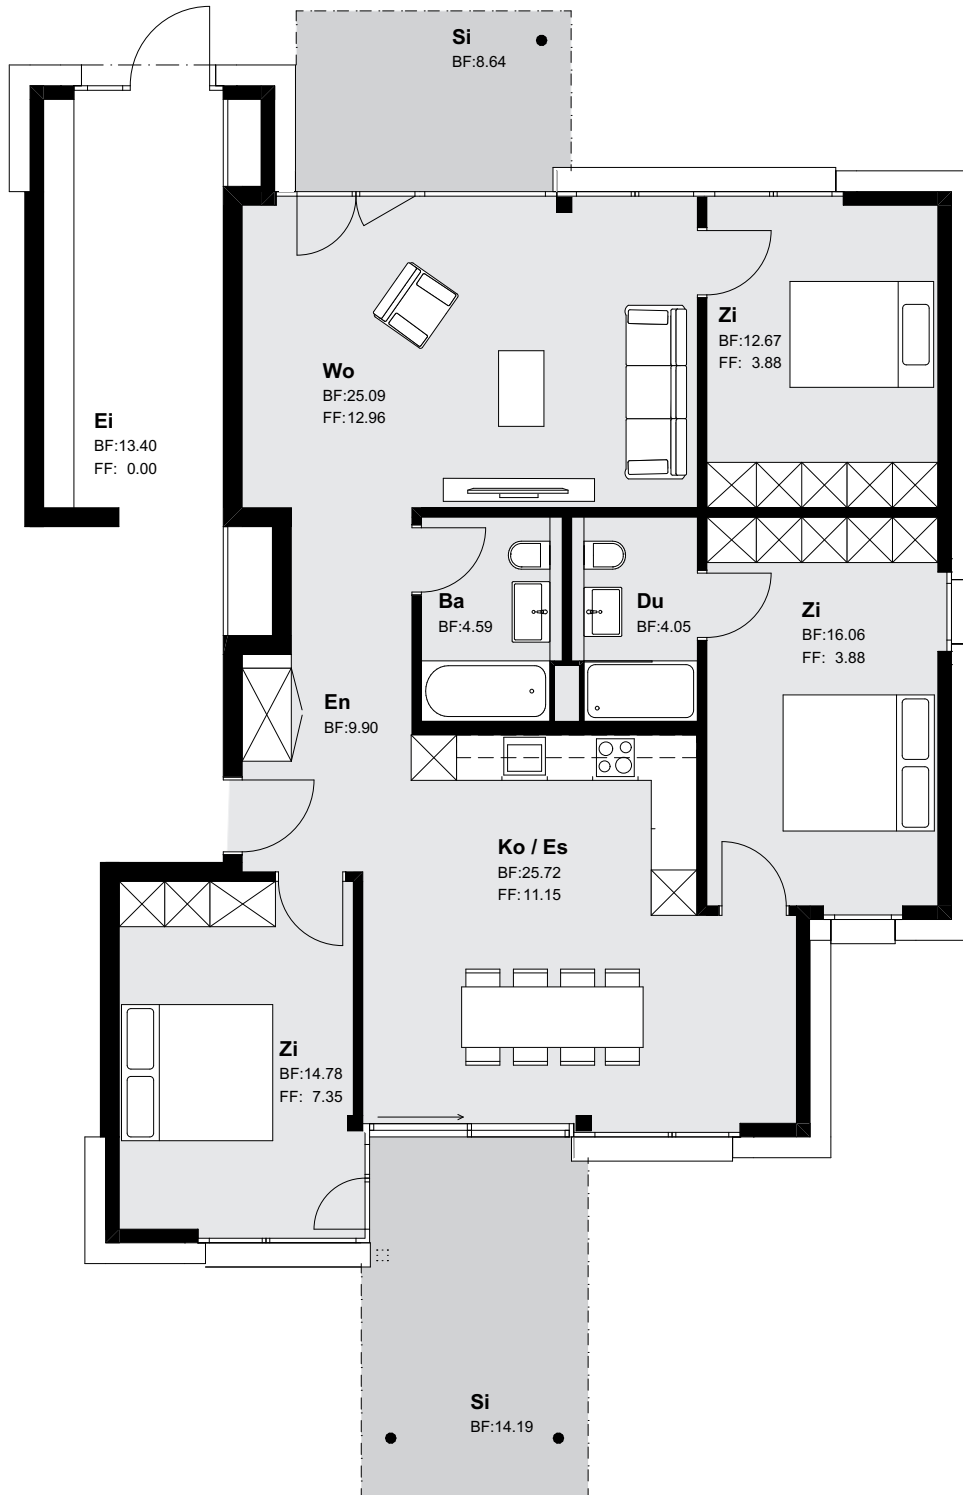 Si
BF:8.64
Zi
BF:12.67
FF: 3.88
Wo
BF:25.09
FF:12.96
Ei
BF:13.40
FF: 0.00
Ba
BF:4.59
Du
BF:4.05
Zi
BF:16.06
FF: 3.88
En
BF:9.90
Ko / Es
BF:25.72
FF:11.15
Zi
BF:14.78
FF: 7.35
Si
BF:14.19